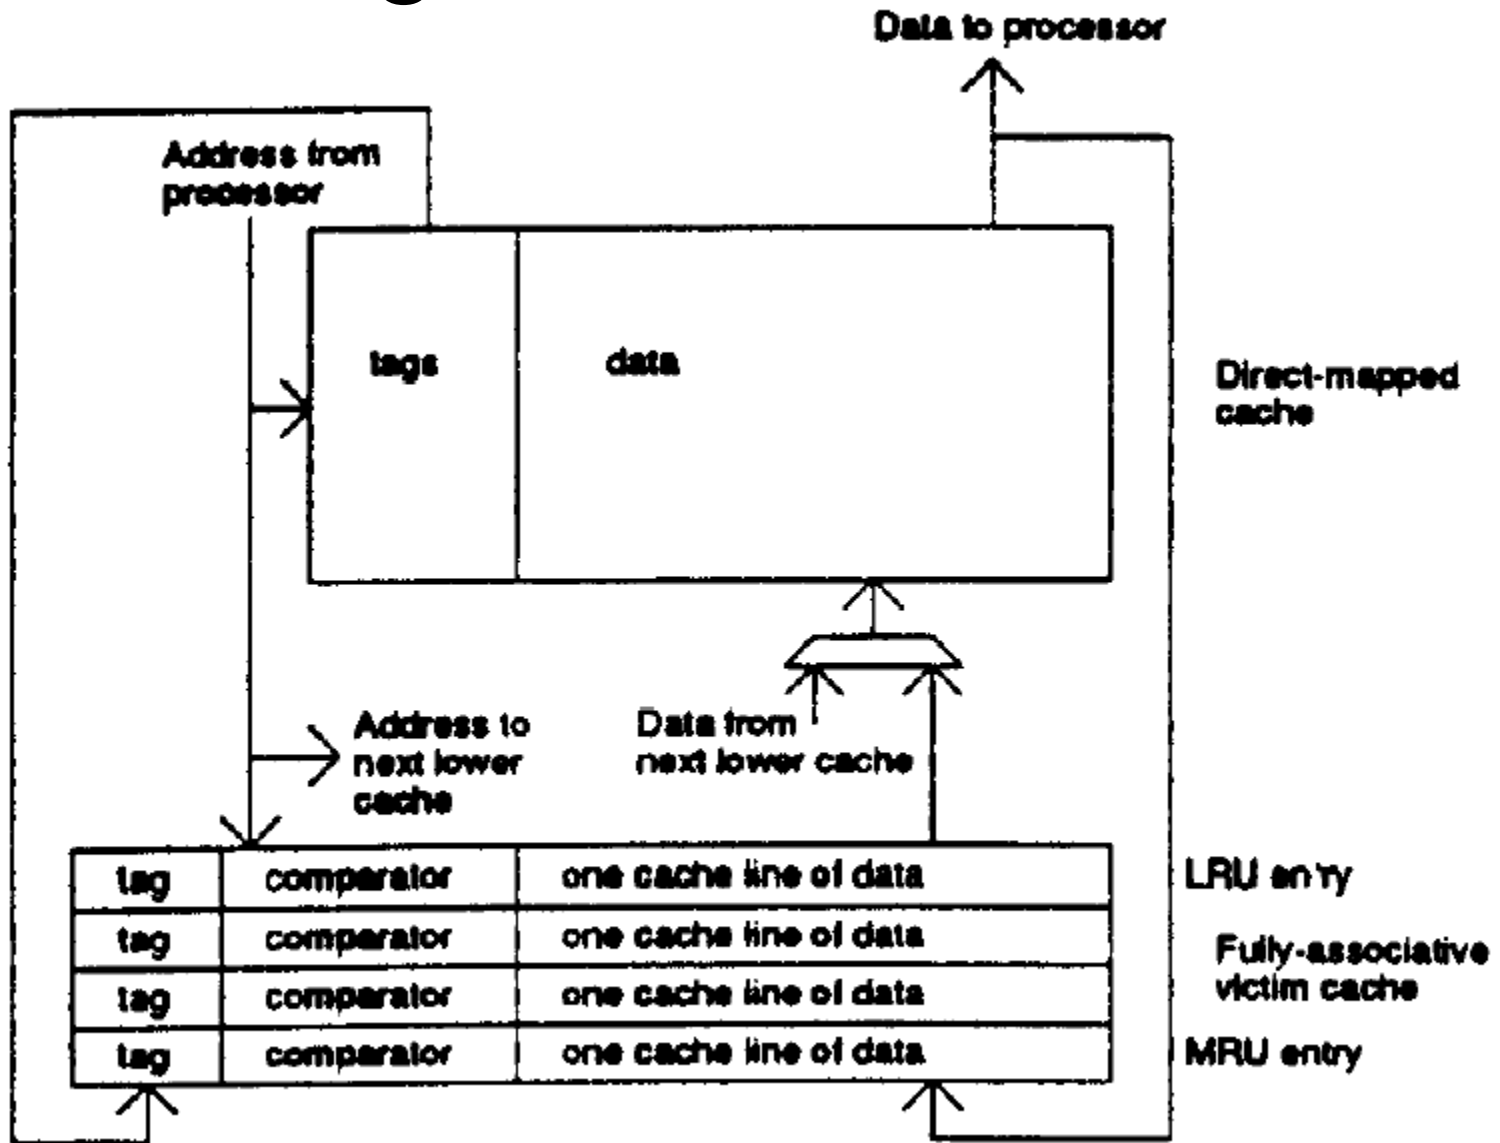 Data to processor
Address from
processor
tags
data
Direct-mapped
cache
Address to
next lower
cache
Data from
next lower cache
tag comparator one cache line of data
LRU entry
tag comparator one cache line of data
Fully-associative
victim cache
tag comparator one cache line of data
tag comparator one cache line of data
MRU entry